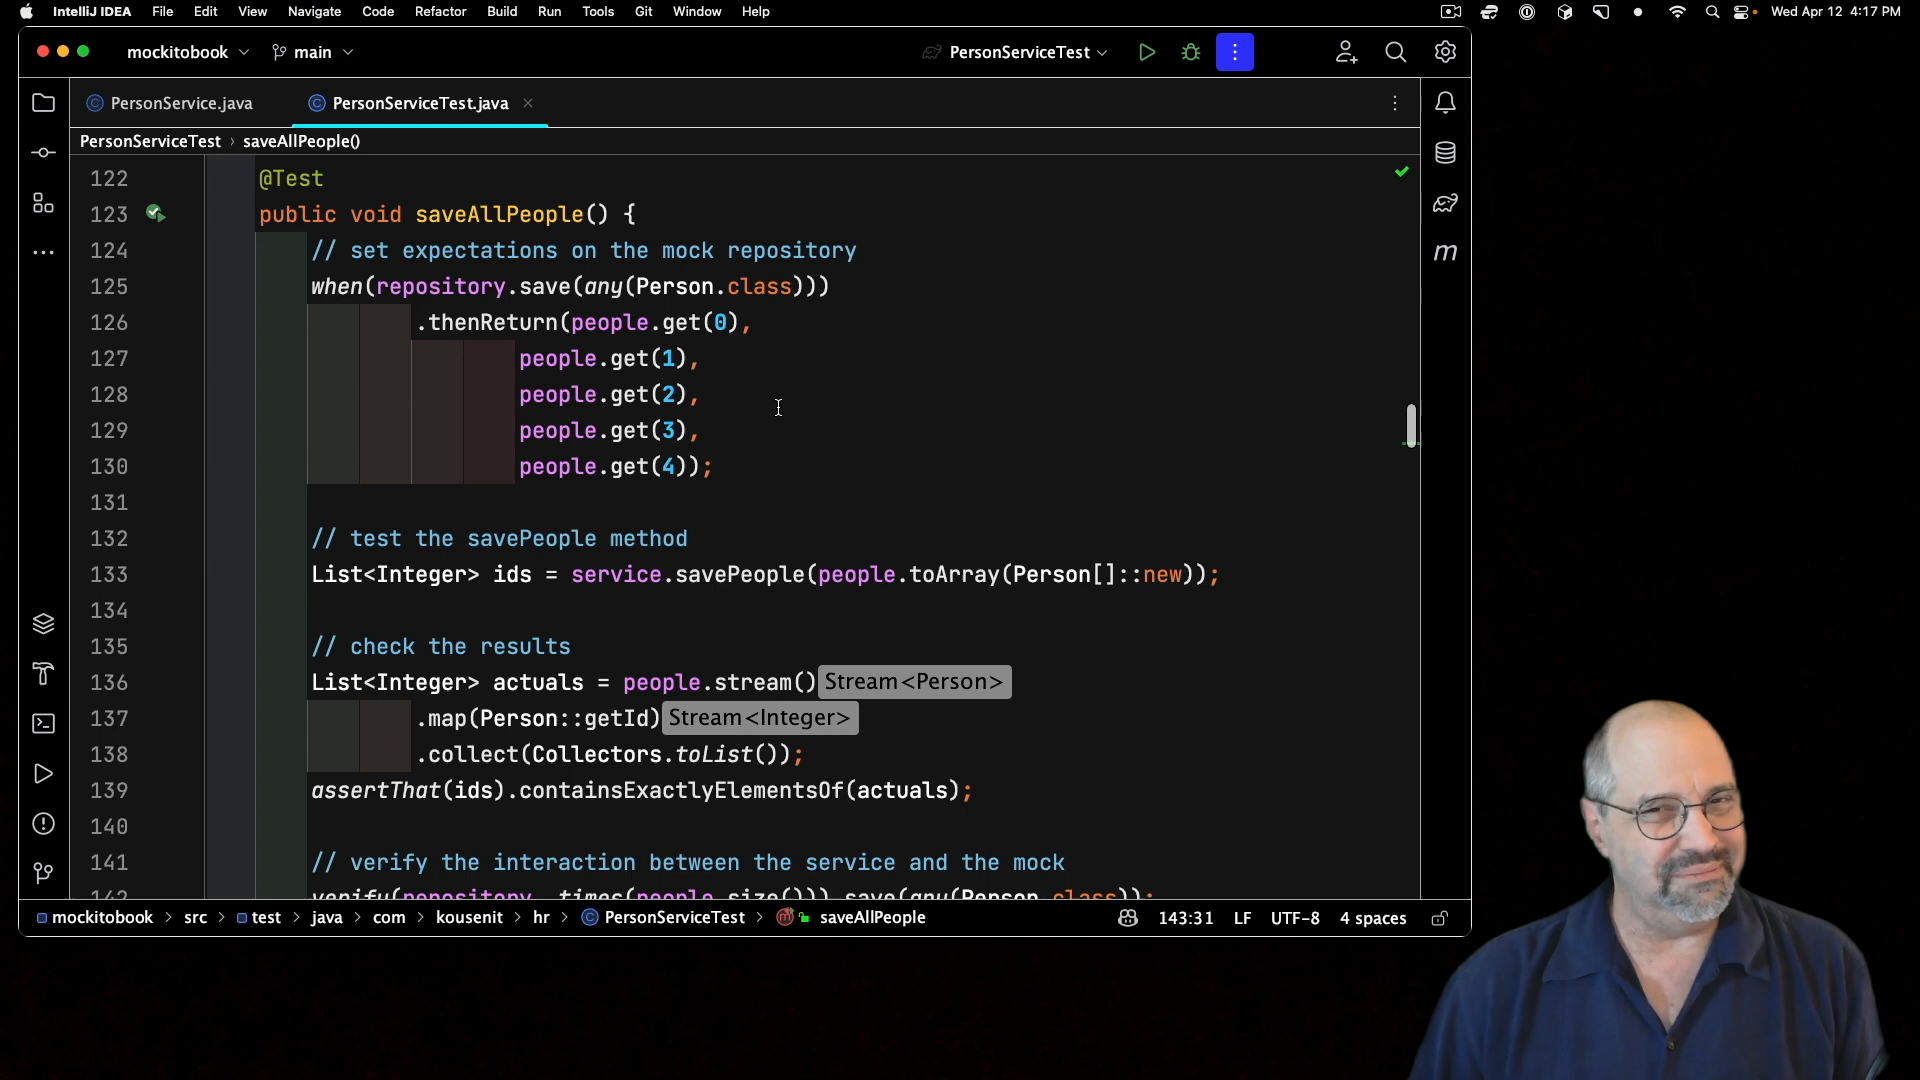 IntelliJ IDEA File Edit View Navigate Code Refactor Build Run Tools Git Window Help Wed Apr 12 4:17 PM
mockitobook main PersonServiceTest
PersonService.java PersonServiceTest.java
PersonServiceTest › saveAllPeople()
122 @Test
123 public void saveAllPeople() {
124 // set expectations on the mock repository
125 when(repository.save(any(Person.class)))
126 .thenReturn(people.get(0),
127 people.get(1),
128 people.get(2),
129 people.get(3),
130 people.get(4));
131
132 // test the savePeople method
133 List<Integer> ids = service.savePeople(people.toArray(Person[]::new));
134
135 // check the results
136 List<Integer> actuals = people.stream() Stream<Person>
137 .map(Person::getId) Stream<Integer>
138 .collect(Collectors.toList());
139 assertThat(ids).containsExactlyElementsOf(actuals);
140
141 // verify the interaction between the service and the mock
142 verify(repository, times(people.size())).save(any(Person.class));
mockitobook › src › test › java › com › kousenit › hr › PersonServiceTest › saveAllPeople 143:31 LF UTF-8 4 spaces